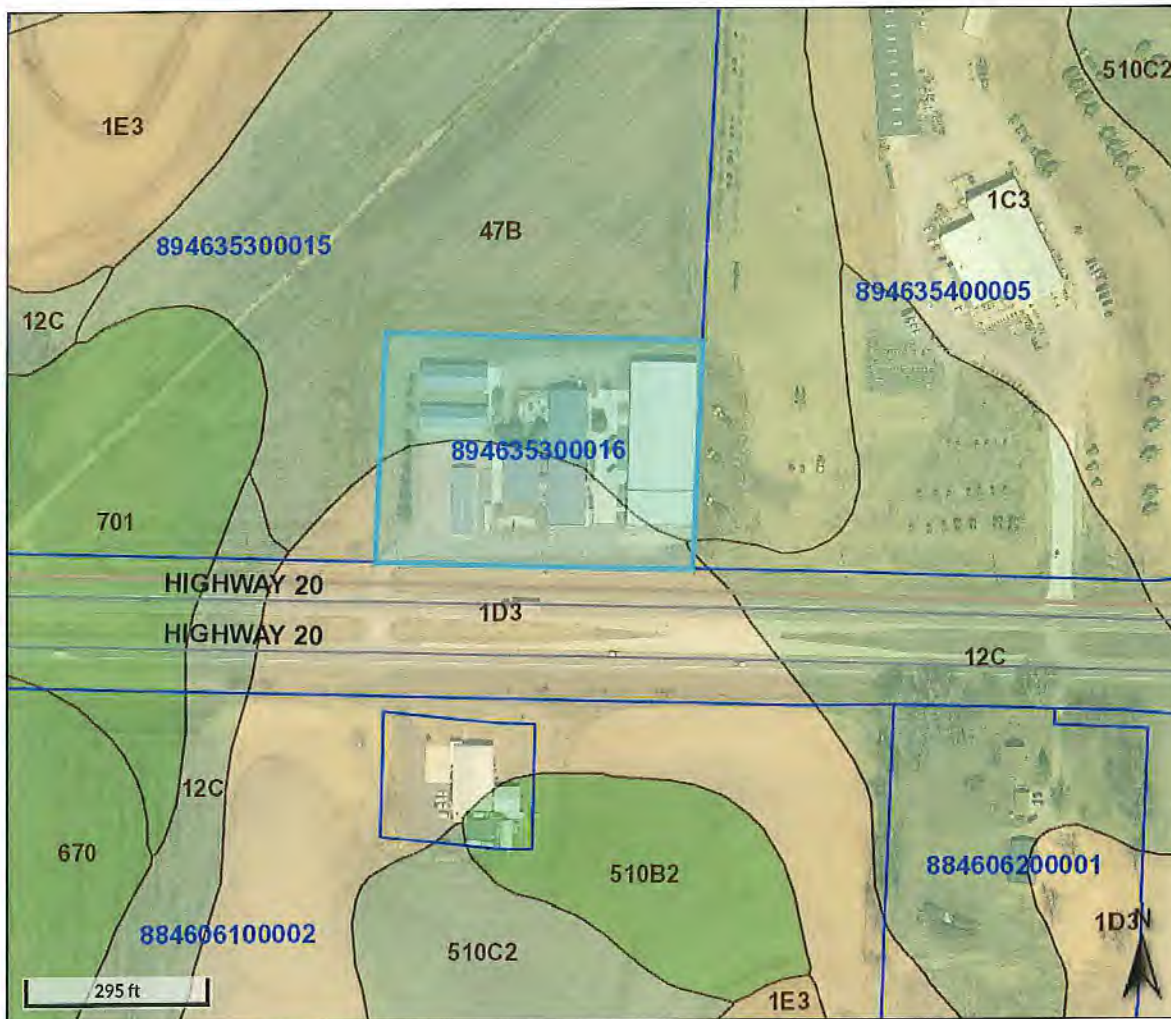 510C2
1E3
1C3
47B
894635300015
894635400005
12C
894635300016
701
HIGHWAY 20
1D3
HIGHWAY 20
12C
12C
670
510B2
884606200001
1D3
N
884606100002
510C2
295 ft
1E3